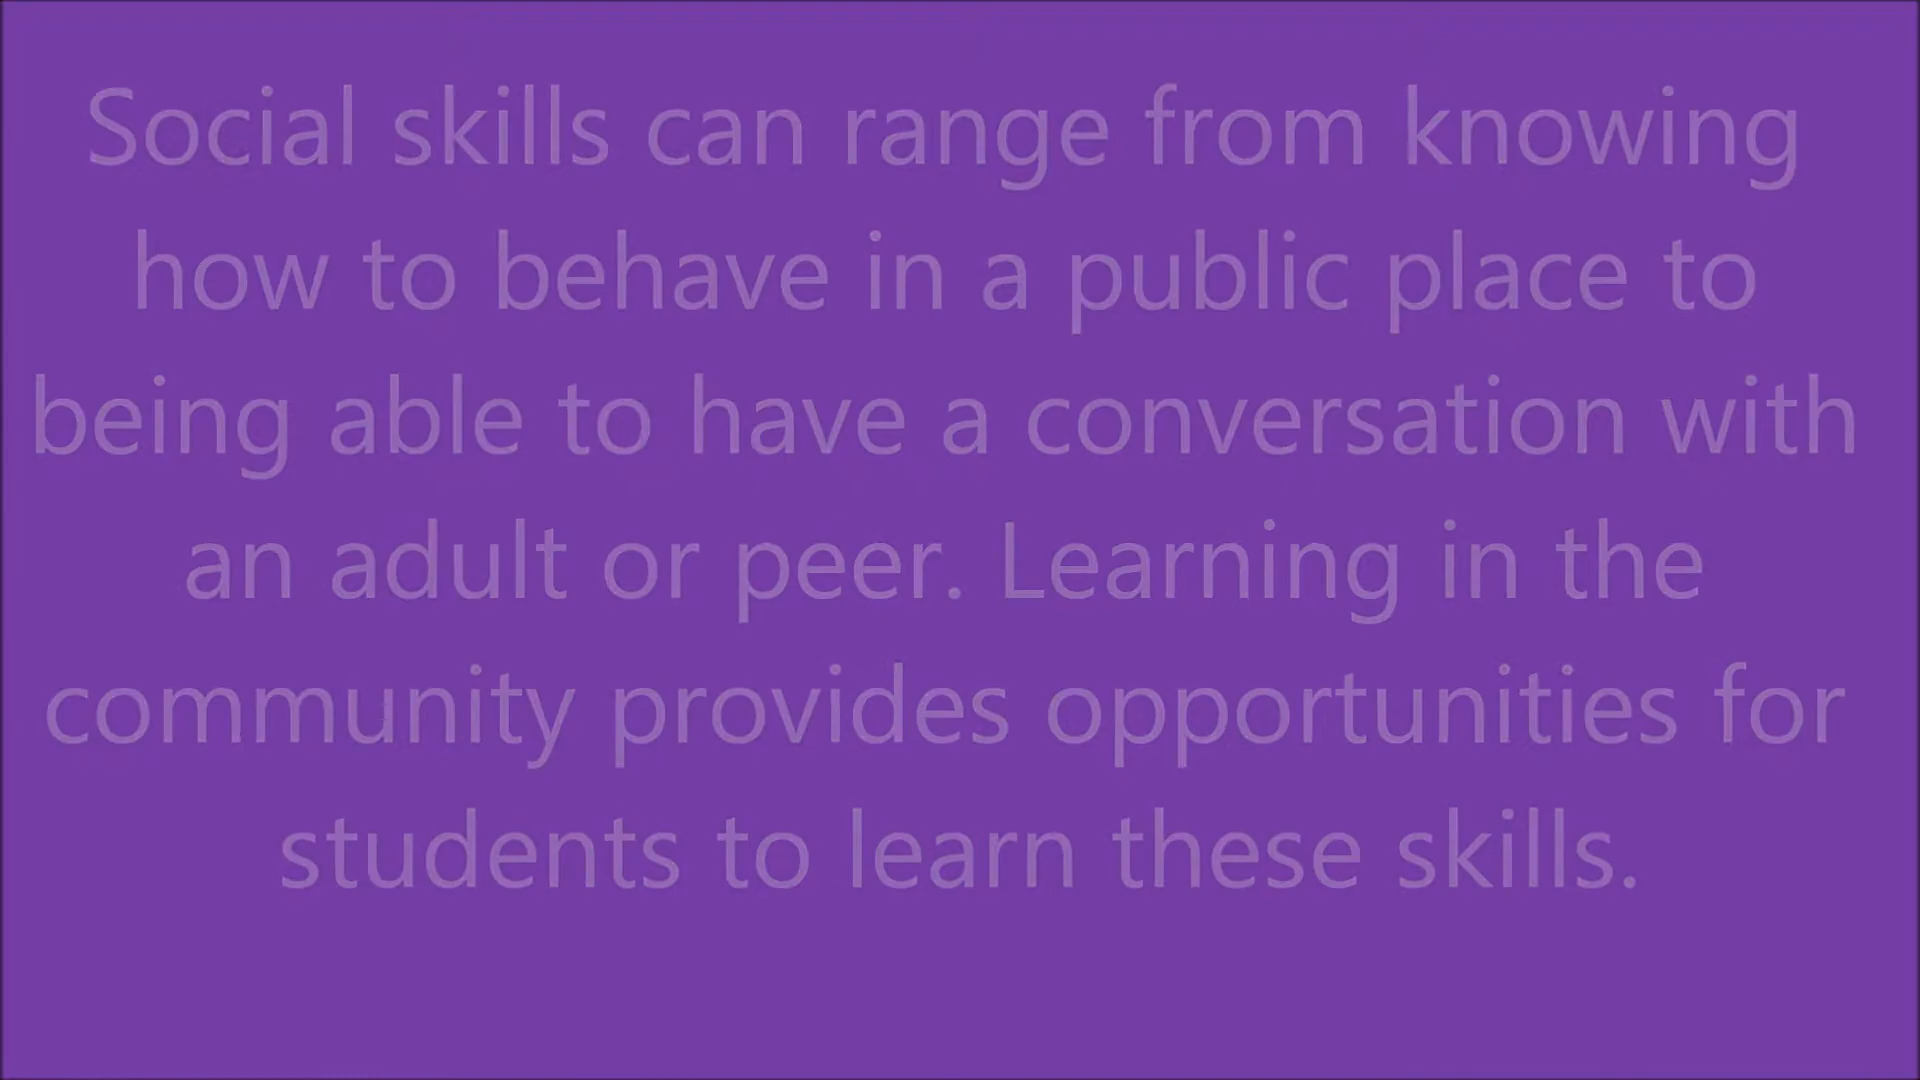 Social skills can range from knowing
how to behave in a public place to
being able to have a conversation with
an adult or peer. Learning in the
community provides opportunities for
students to learn these skills.